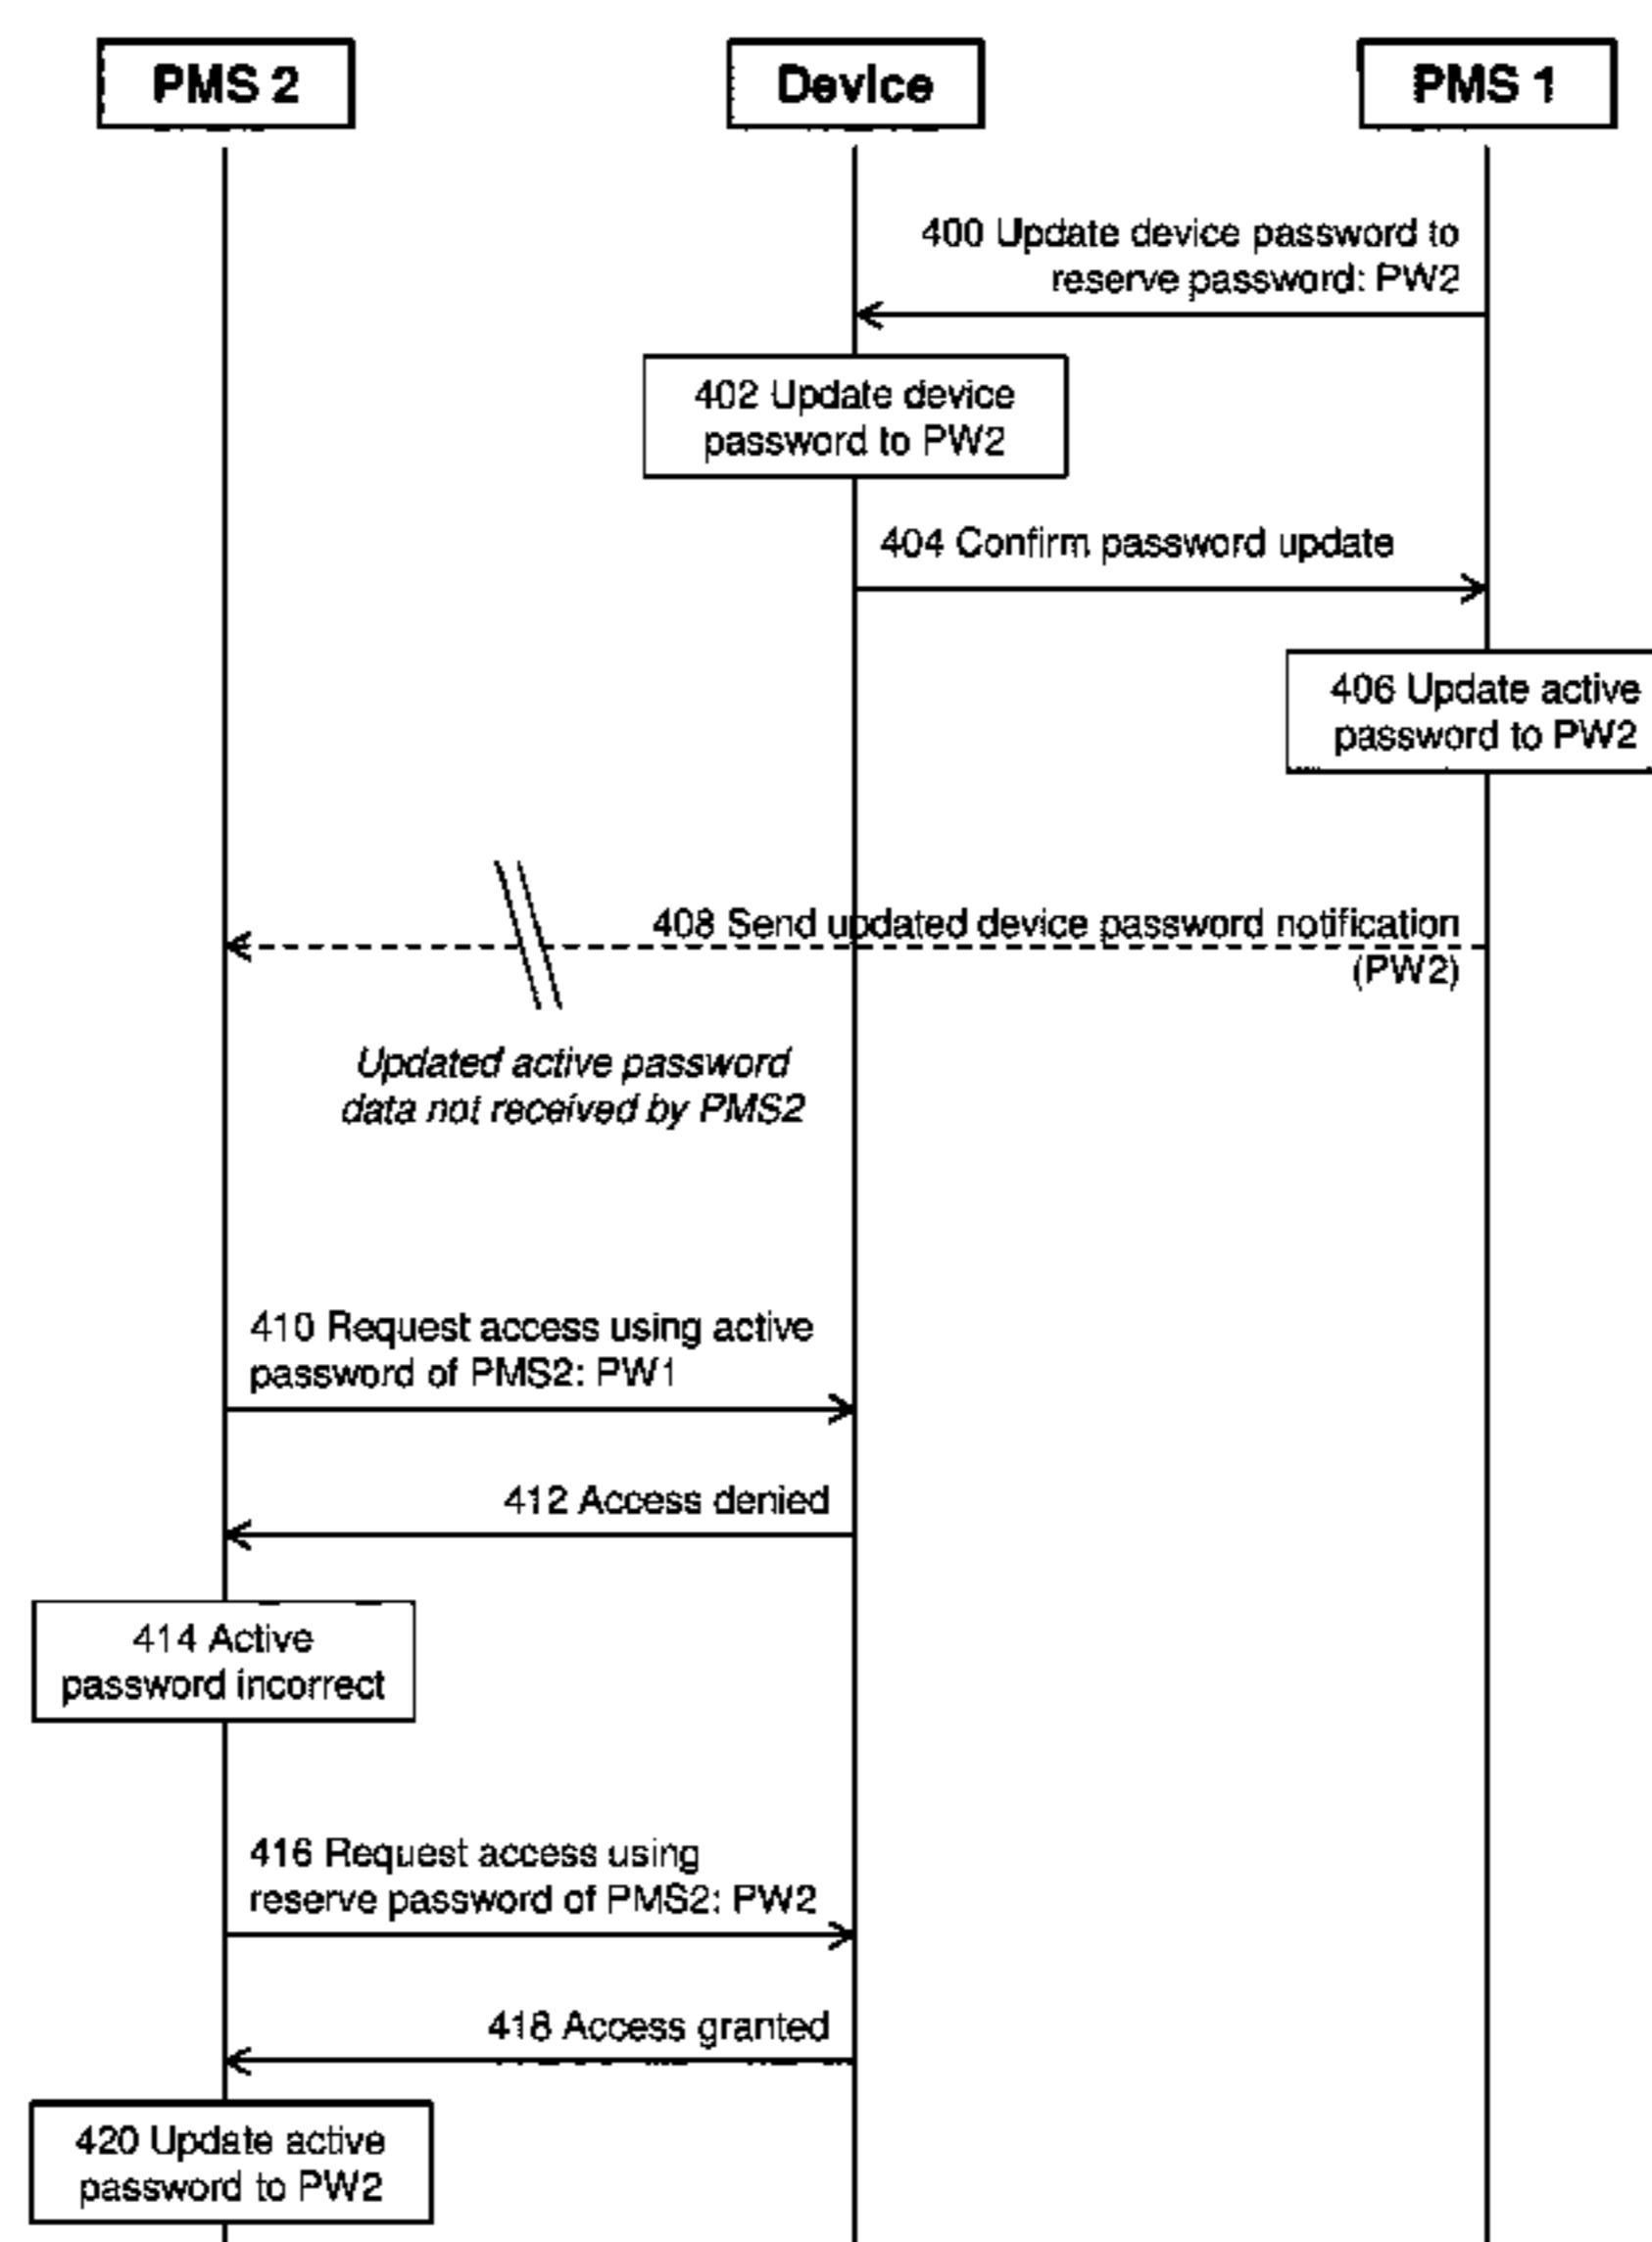 PMS 2
Device
PMS 1
400 Update device password to
reserve password: PW2
402 Update device
password to PW2
404 Confirm password update
406 Update active
password to PW2
408 Send updated device password notification
(PW2)
Updated active password
data not received by PMS2
410 Request access using active
password of PMS2: PW1
412 Access denied
414 Active
password incorrect
416 Request access using
reserve password of PMS2: PW2
418 Access granted
420 Update active
password to PW2